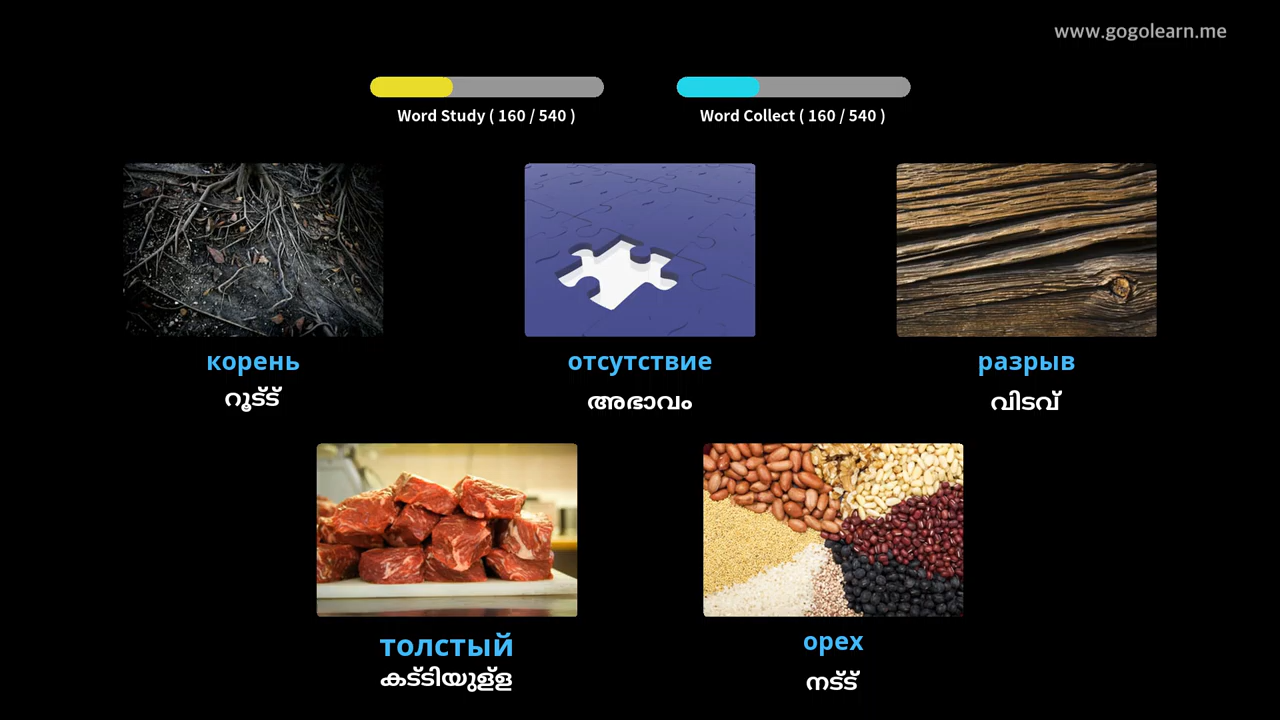 www.gogolearn.me
Word Study ( 160 / 540 )
Word Collect ( 160 / 540 )
корень
റൂട്ട്
отсутствие
അഭാവം
разрыв
വിടവ്
толстый
കട്ടിയുള്ള
орех
നട്ട്